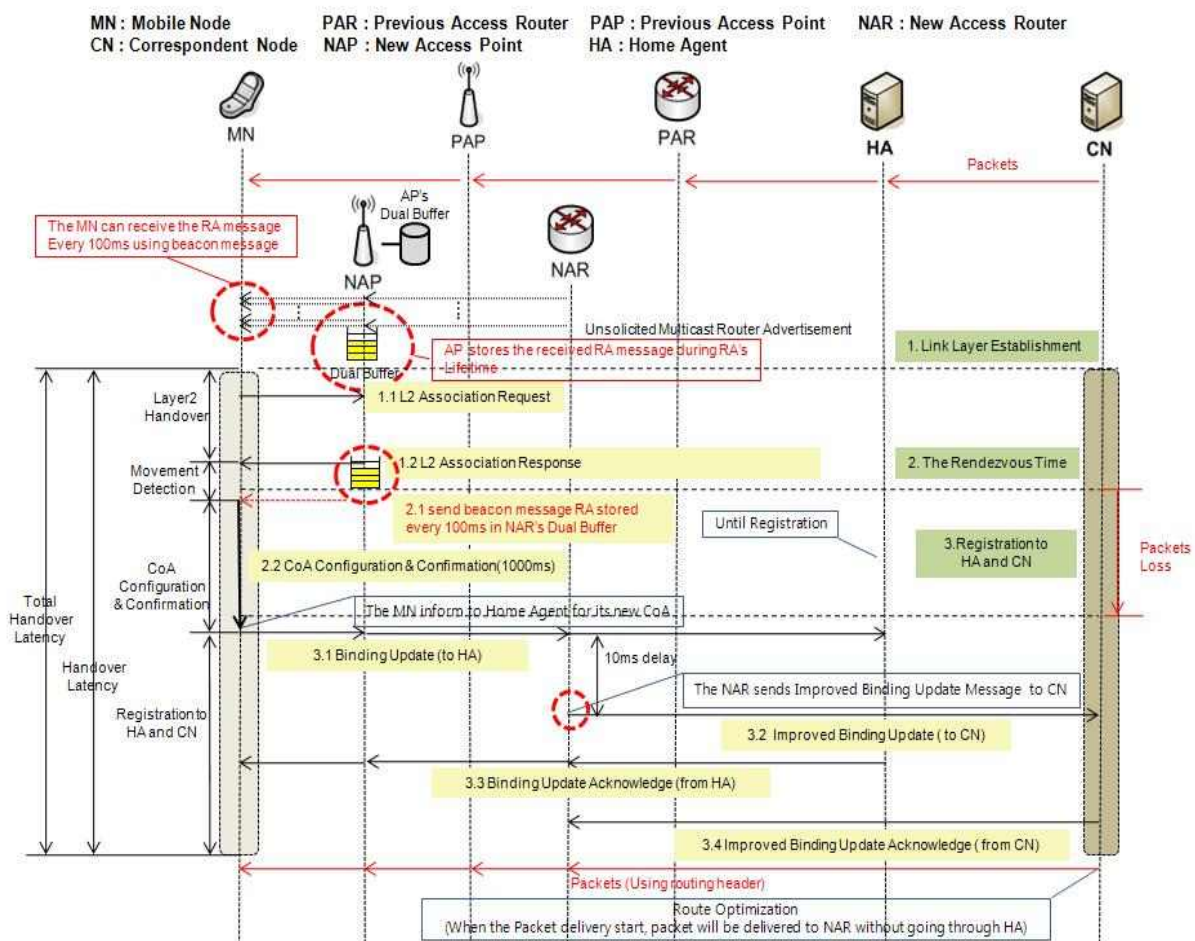 MN : Mobile Node PAR : Previous Access Router PAP : Previous Access Point NAR : New Access Router
CN : Correspondent Node NAP : New Access Point HA : Home Agent
MN
PAP
PAR
HA
CN
Packets
The MN can receive the RA message
Every 100ms using beacon message
AP's
Dual Buffer
NAP
NAR
Unsolicited Multicast Router Advertisement
1. Link Layer Establishment
AP stores the received RA message during RA's
Lifetime
Dual Buffer
Layer2
Handover
1.1 L2 Association Request
Movement
Detection
1.2 L2 Association Response
2. The Rendezvous Time
2.1 send beacon message RA stored
every 100ms in NAR's Dual Buffer
Until Registration
3.Registration to
HA and CN
Packets
Loss
2.2 CoA Configuration & Confirmation(1000ms)
CoA
Configuration
& Confirmation
Total
Handover
Latency
The MN inform to Home Agent for its new CoA
3.1 Binding Update (to HA)
10ms delay
Handover
Latency
The NAR sends Improved Binding Update Message to CN
Registration to
HA and CN
3.2 Improved Binding Update ( to CN)
3.3 Binding Update Acknowledge (from HA)
3.4 Improved Binding Update Acknowledge ( from CN)
Packets (Using routing header)
Route Optimization
(When the Packet delivery start, packet will be delivered to NAR without going through HA)